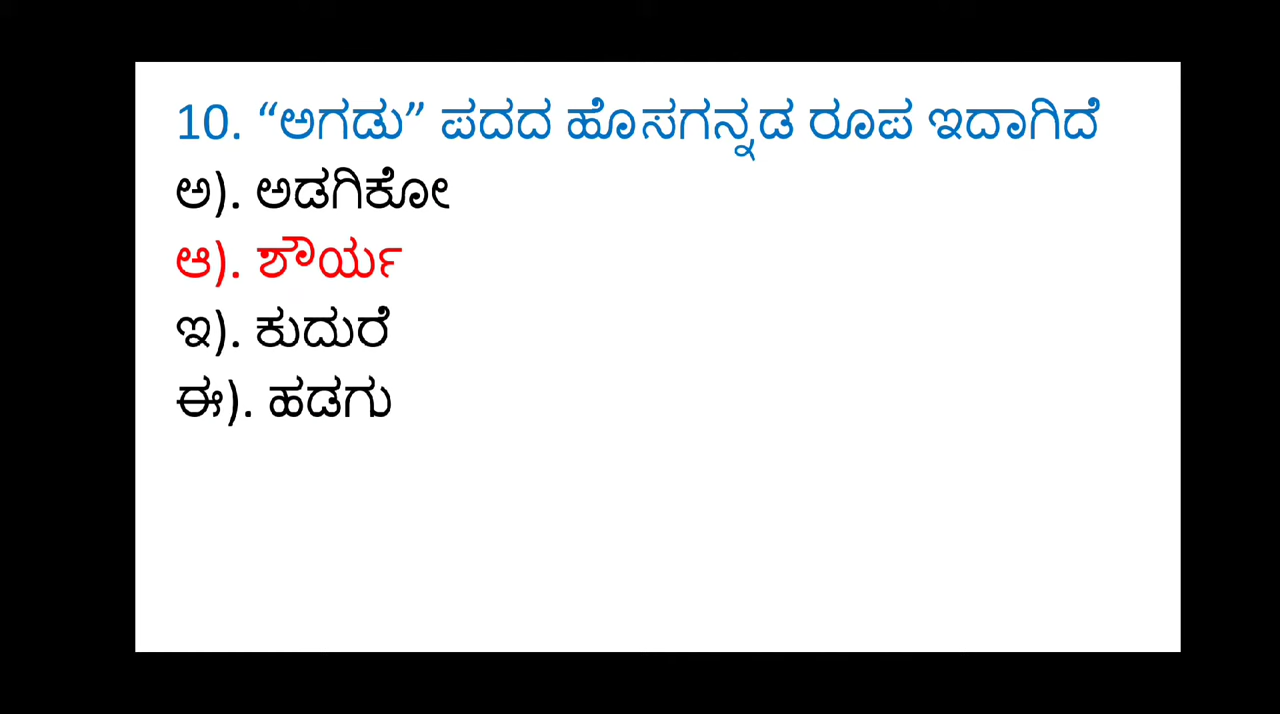 10. “ಅಗಡು” ಪದದ ಹೊಸಗನ್ನಡ ರೂಪ ಇದಾಗಿದೆ
ಅ). ಅಡಗಿಕೋ
ಆ). ಶೌರ್ಯ
ಇ). ಕುದುರೆ
ಈ). ಹಡಗು